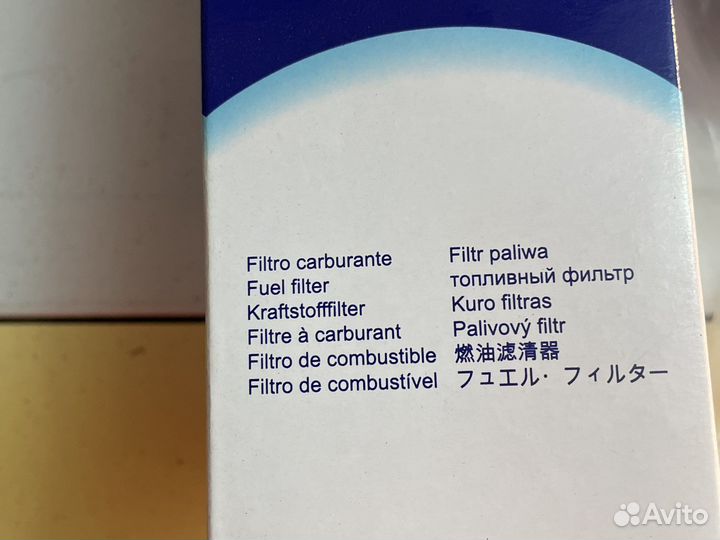 Filtro carburante
Fuel filter
Kraftstofffilter
Filtre à carburant
Filtro de combustible
Filtro de combustível
Filtr paliwa
топливный фильтр
Kuro filtras
Palivový filtr
燃油滤清器
フュエル・フィルター
Avito